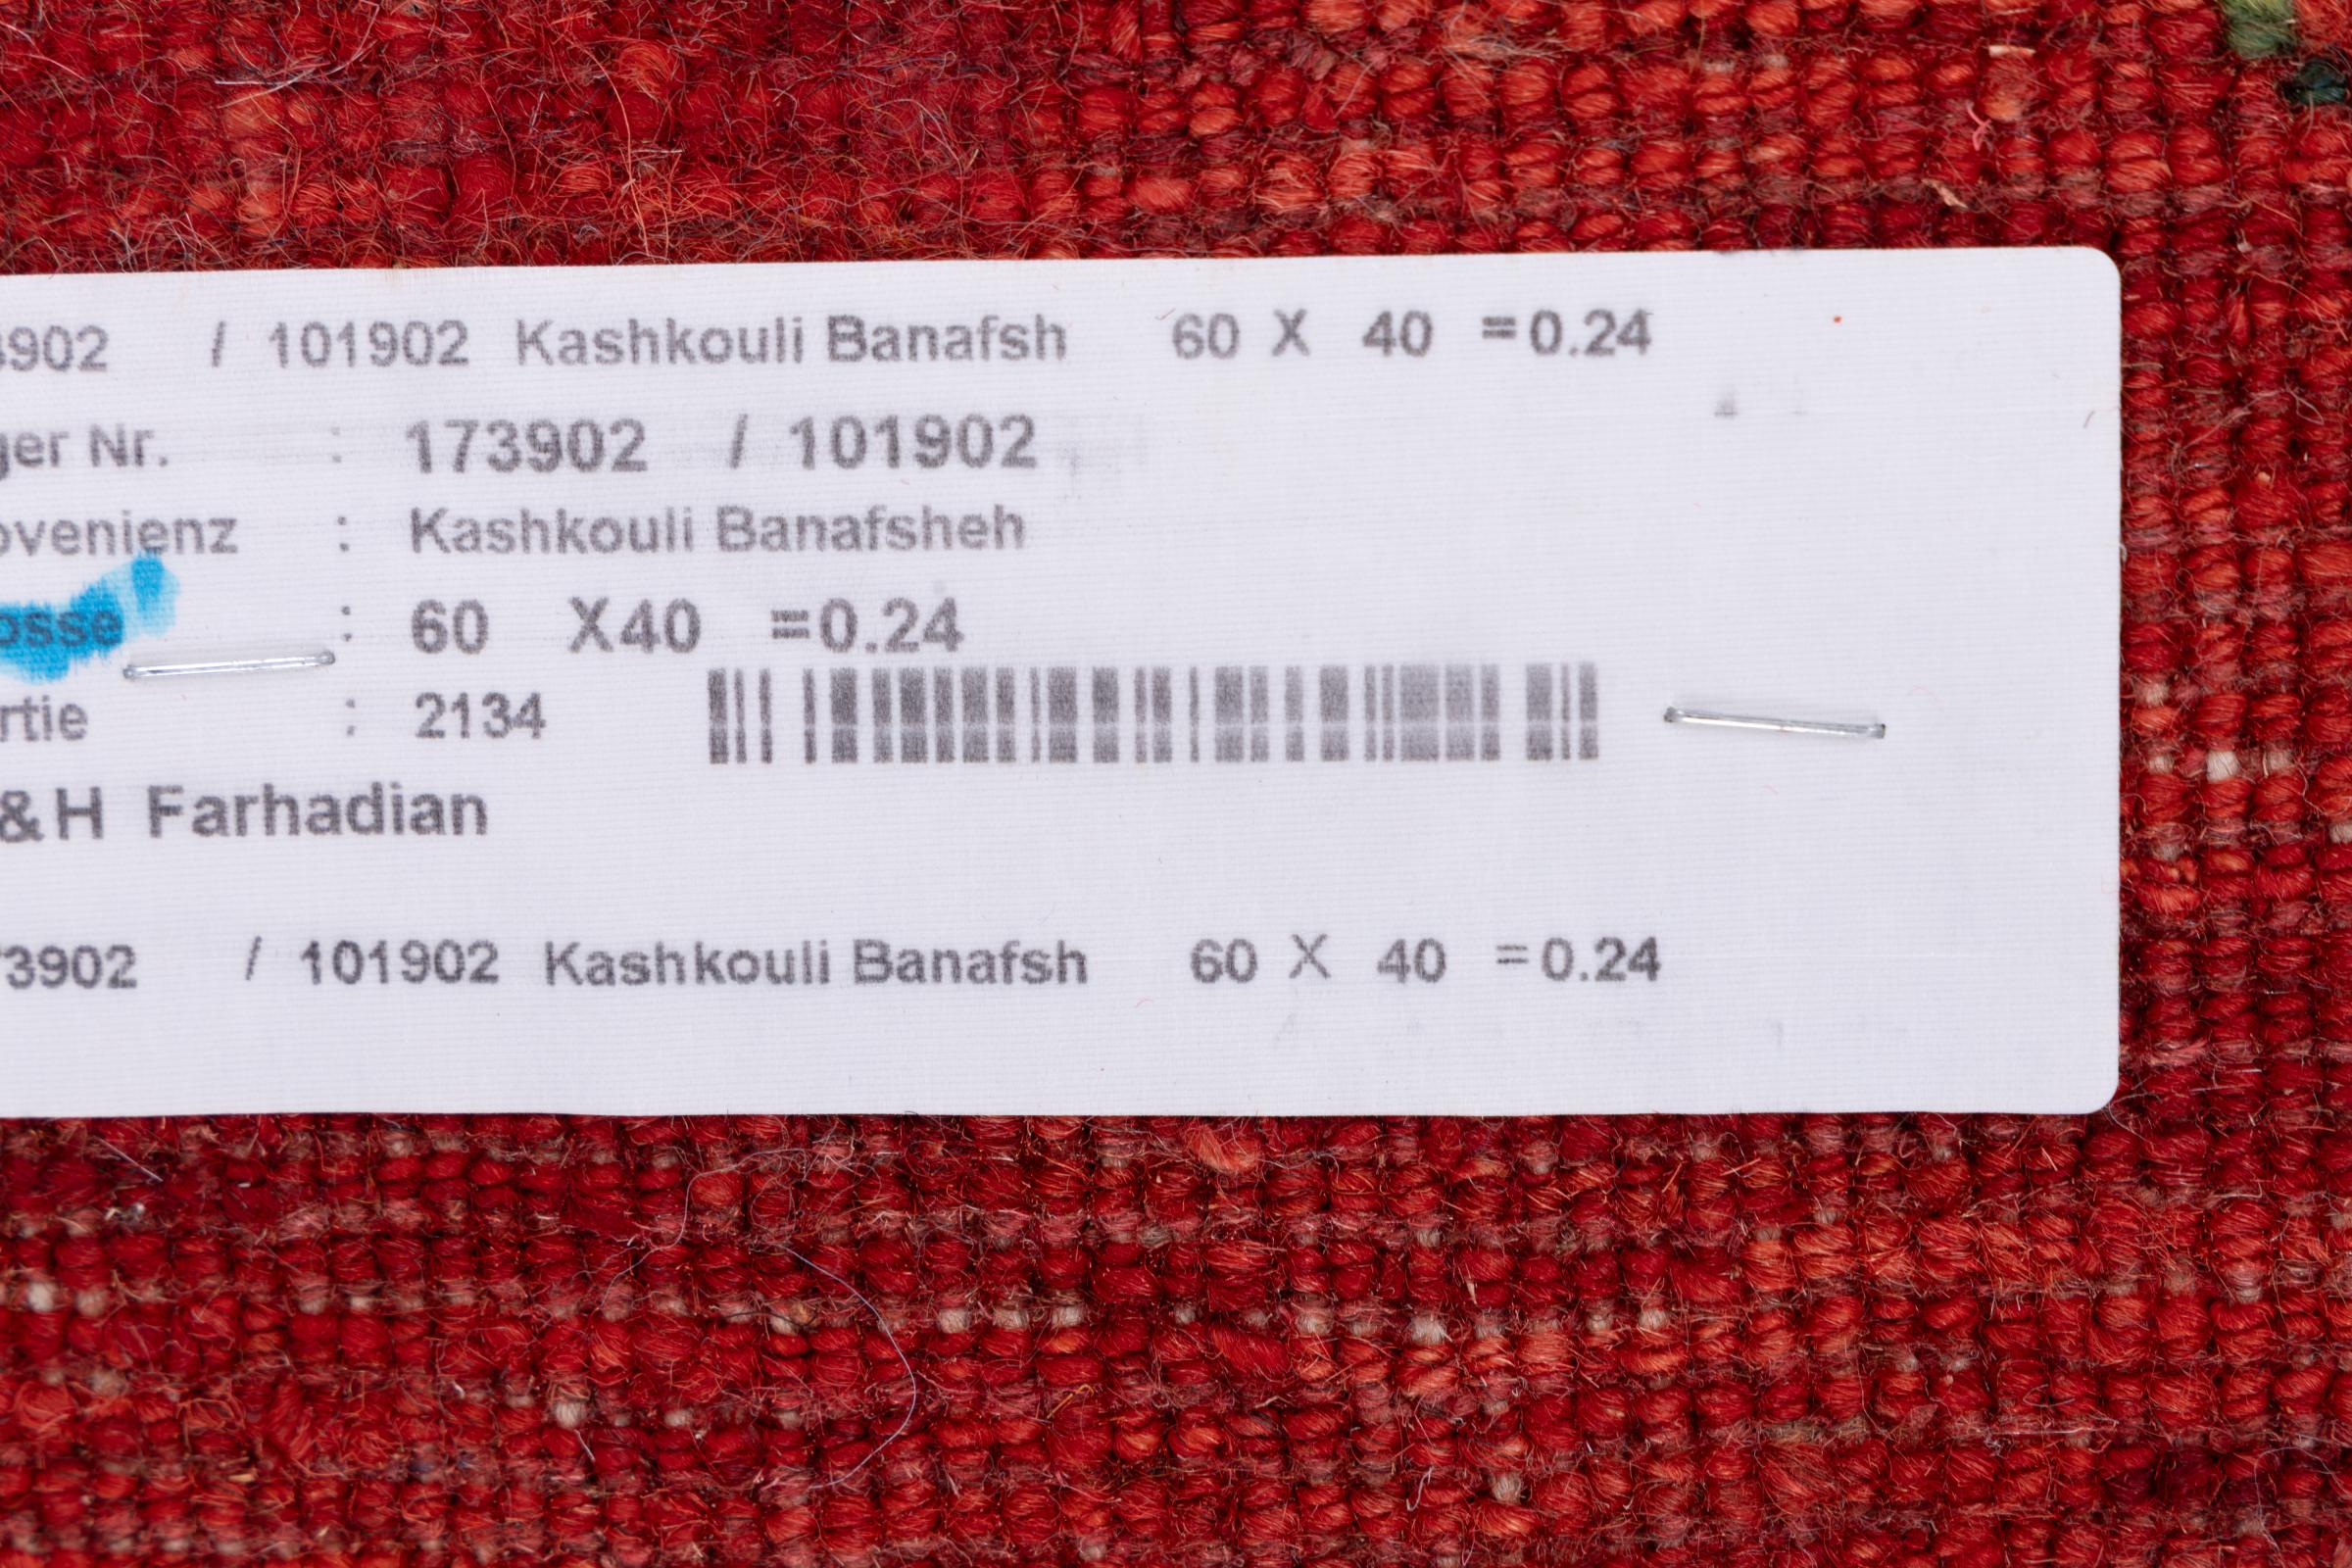 3902 / 101902 Kashkouli Banafsh 60 X 40 =0.24
ger Nr. : 173902 / 101902
ovenienz : Kashkouli Banafsheh
osse : 60 X40 =0.24
rtie : 2134
&H Farhadian
3902 / 101902 Kashkouli Banafsh 60 X 40 =0.24